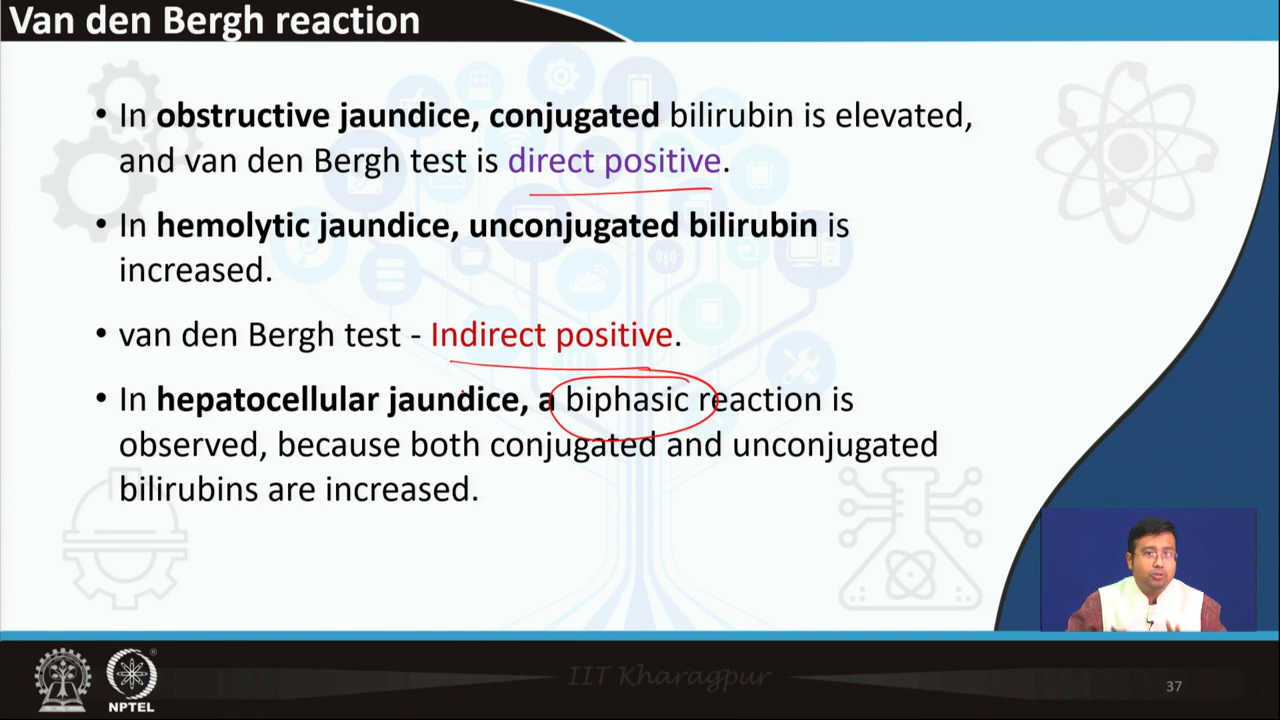 Van den Bergh reaction
• In obstructive jaundice, conjugated bilirubin is elevated,
and van den Bergh test is direct positive.
• In hemolytic jaundice, unconjugated bilirubin is
increased.
• van den Bergh test - Indirect positive.
• In hepatocellular jaundice, a biphasic reaction is
observed, because both conjugated and unconjugated
bilirubins are increased.
NPTEL
IIT Kharagpur
37